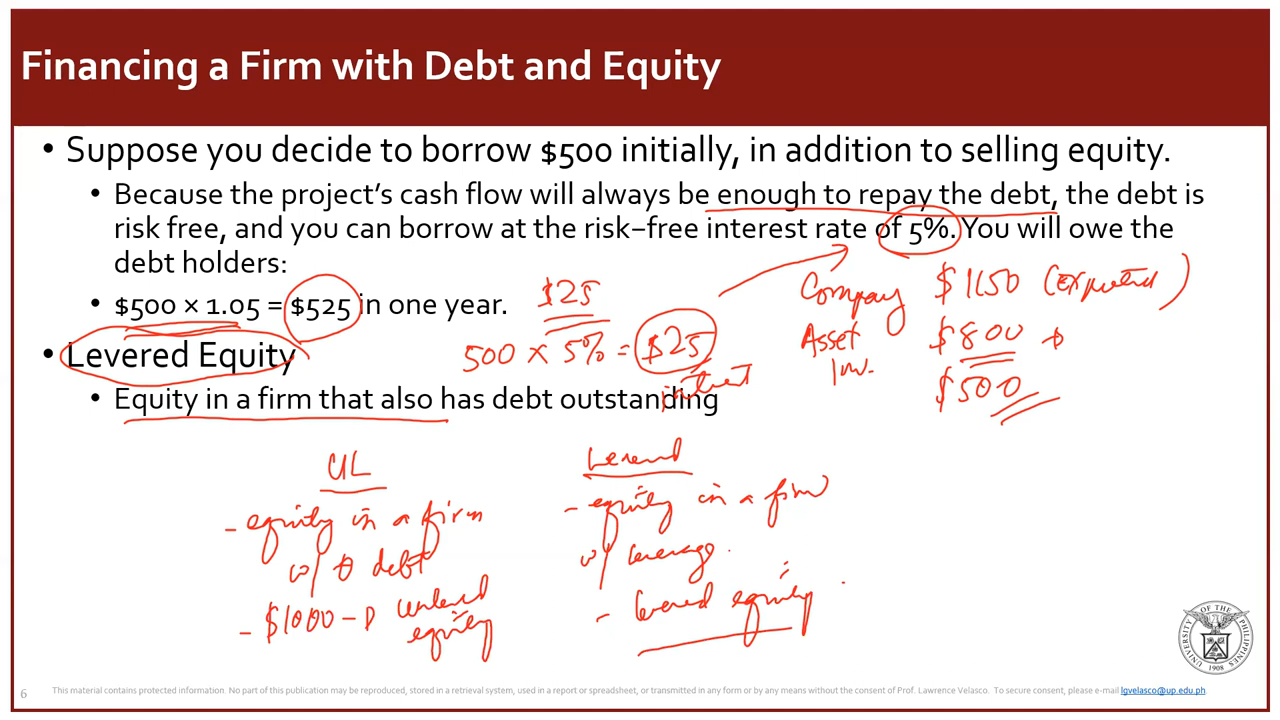 Financing a Firm with Debt and Equity
• Suppose you decide to borrow $500 initially, in addition to selling equity.
• Because the project's cash flow will always be enough to repay the debt, the debt is
risk free, and you can borrow at the risk-free interest rate of 5%. You will owe the
debt holders:
• $500 × 1.05 = $525 in one year.
$25
500 × 5% = $25
interest
Company $1150 (expected)
Asset $800
Inv. $500
• Levered Equity
• Equity in a firm that also has debt outstanding
UL
- equity in a firm
w/ 0 debt
- $1000 - unlevered
equity
Levered
- equity in a firm
w/ leverage.
- levered equity
UNIVERSITY OF THE PHILIPPINES
1908
6
This material contains protected information. No part of this publication may be reproduced, stored in a retrieval system, used in a report or spreadsheet, or transmitted in any form or by any means without the consent of Prof. Lawrence Velasco. To secure consent, please e-mail lgvelasco@up.edu.ph.